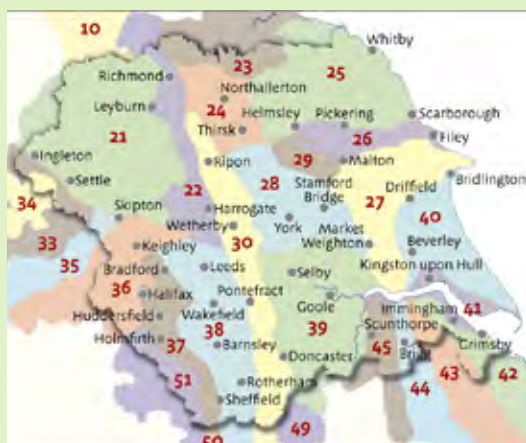 10
Whitby
23
Richmond
25
Northallerton
Leyburn
24
Helmsley
Pickering
Scarborough
21
Thirsk
26
Filey
Ingleton
Ripon
29
Malton
Settle
28
Stamford
Bridge
Driffield
Bridlington
34
22
27
Skipton
Harrogate
40
Wetherby
York
Market
Weighton
33
30
Beverley
35
Keighley
Kingston upon Hull
Bradford
Leeds
Selby
36
Halifax
Pontefract
Goole
Immingham
41
Huddersfield
Wakefield
Scunthorpe
38
39
Grimsby
Holmfirth
37
Barnsley
45
Brigg
Doncaster
43
42
51
Rotherham
44
Sheffield
50
49